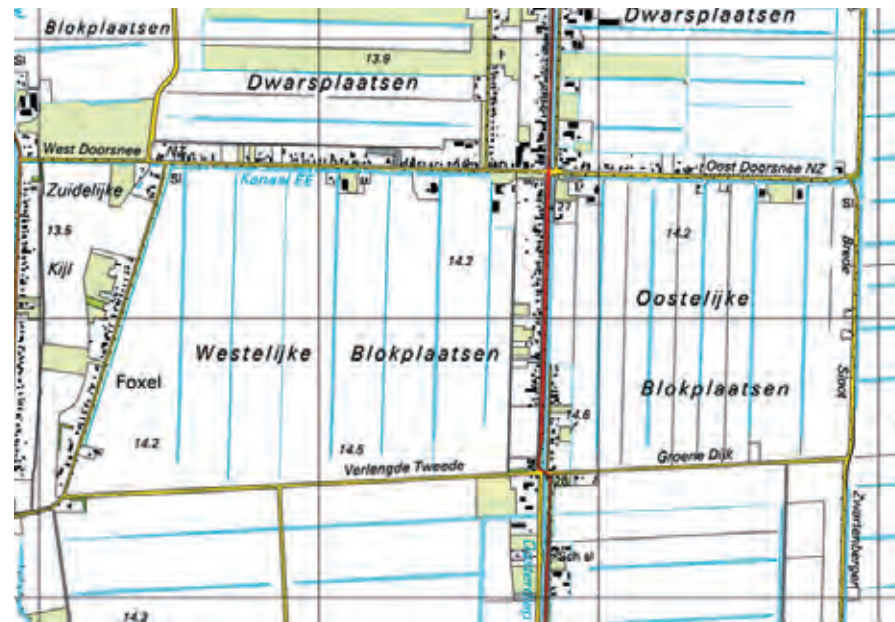 Blokplaatsen
13.9
Dwarsplaatsen
Dwarsplaatsen
West Doorsnee
NZ
Kanaal EE
Oost Doorsnee NZ
Zuidelijke
13.5
Kijl
27
14.2
14.2
Brede
Sloot
Oostelijke
Blokplaatsen
Westelijke
Blokplaatsen
Foxel
14.2
14.5
14.6
Verlengde Tweede
Groene Dijk
Zwartenbergerr
14.3